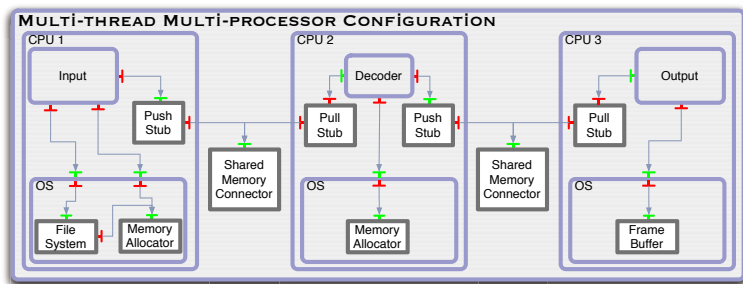 MULTI-THREAD MULTI-PROCESSOR CONFIGURATION
CPU 1
CPU 2
CPU 3
Input
Decoder
Output
Push
Stub
Pull
Stub
Push
Stub
Pull
Stub
Shared
Memory
Connector
Shared
Memory
Connector
OS
OS
OS
File
System
Memory
Allocator
Memory
Allocator
Frame
Buffer